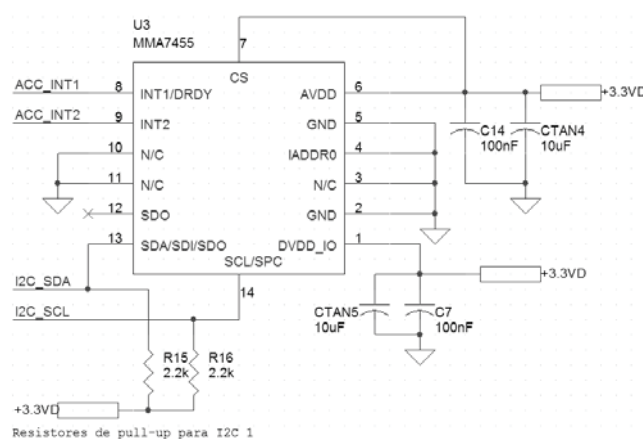 U3
MMA7455
7
CS
ACC_INT1
8
INT1/DRDY
AVDD
6
+3.3VD
ACC_INT2
9
INT2
GND
5
C14
100nF
CTAN4
10uF
10
N/C
IADDR0
4
11
N/C
N/C
3
12
SDO
GND
2
13
SDA/SDI/SDO
DVDD_IO
1
SCL/SPC
14
I2C_SDA
+3.3VD
I2C_SCL
CTAN5
10uF
C7
100nF
R15
2.2k
R16
2.2k
+3.3VD
Resistores de pull-up para I2C 1